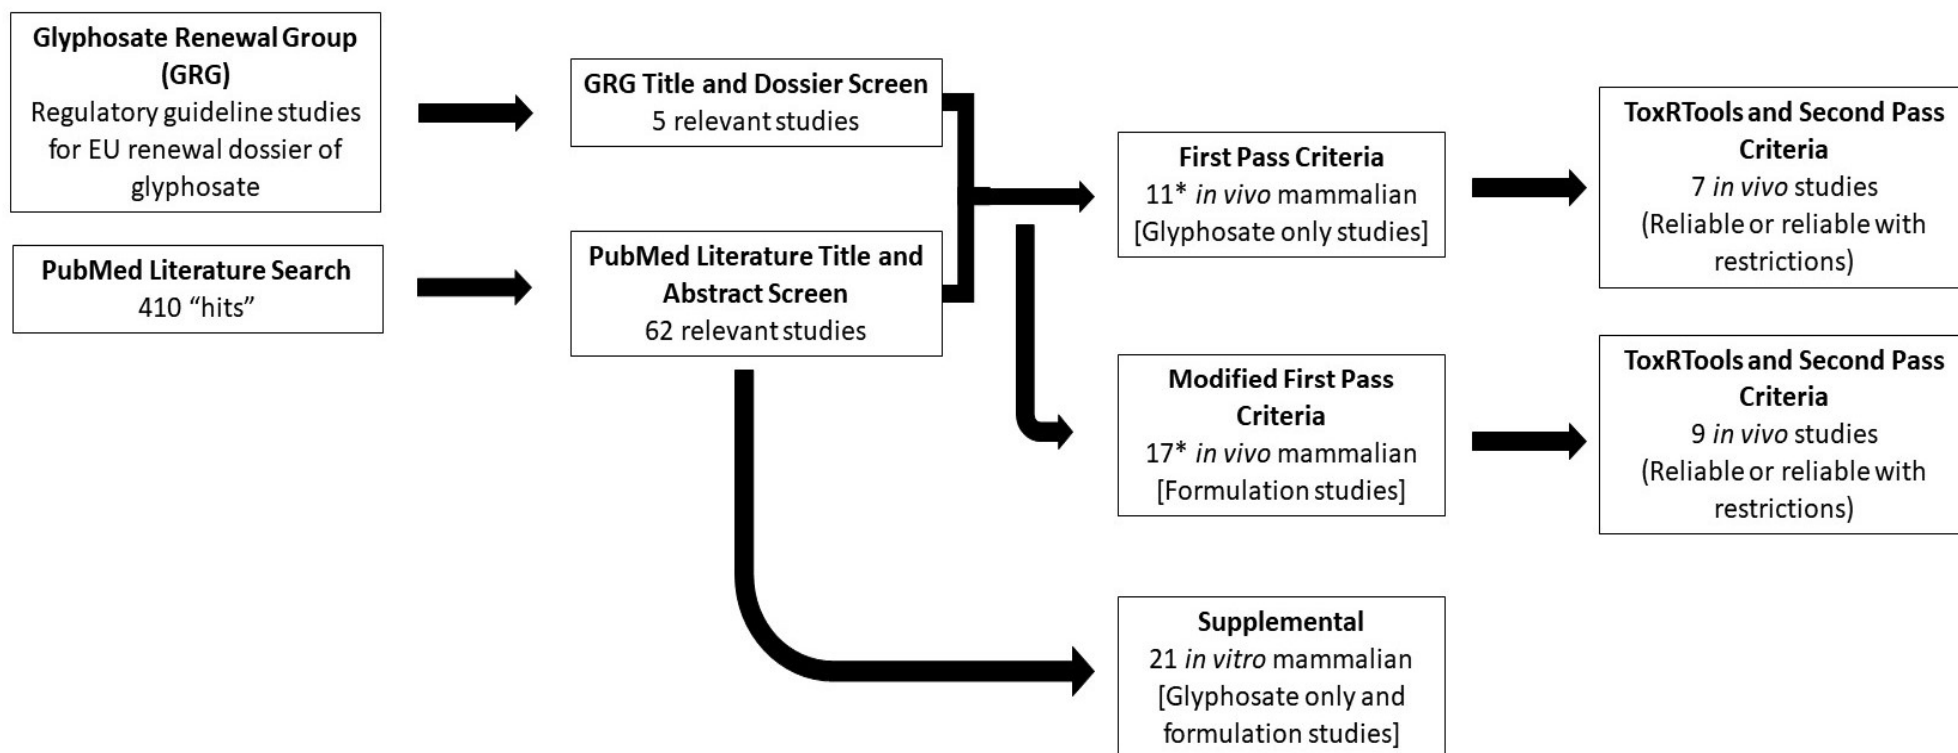 Glyphosate Renewal Group
(GRG)
Regulatory guideline studies
for EU renewal dossier of
glyphosate
PubMed Literature Search
410 “hits”
GRG Title and Dossier Screen
5 relevant studies
PubMed Literature Title and
Abstract Screen
62 relevant studies
First Pass Criteria
11* in vivo mammalian
[Glyphosate only studies]
Modified First Pass
Criteria
17* in vivo mammalian
[Formulation studies]
Supplemental
21 in vitro mammalian
[Glyphosate only and
formulation studies]
ToxRTools and Second Pass
Criteria
7 in vivo studies
(Reliable or reliable with
restrictions)
ToxRTools and Second Pass
Criteria
9 in vivo studies
(Reliable or reliable with
restrictions)